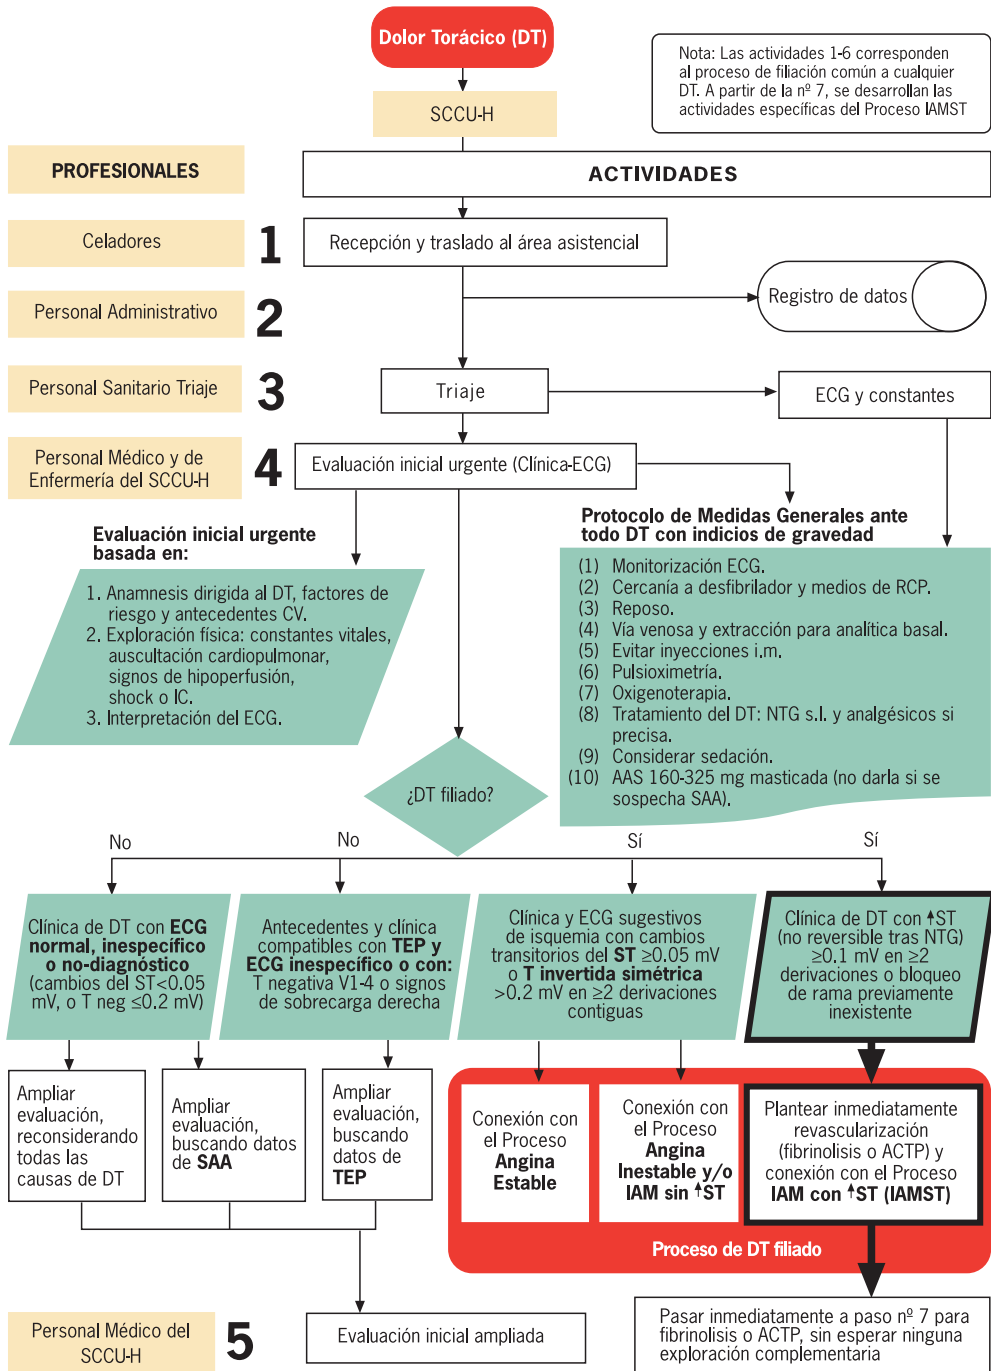 Dolor Torácico (DT)
Nota: Las actividades 1-6 corresponden
al proceso de filiación común a cualquier
DT. A partir de la nº 7, se desarrollan las
actividades específicas del Proceso IAMST
SCCU-H
PROFESIONALES
ACTIVIDADES
Celadores
1
Recepción y traslado al área asistencial
Personal Administrativo
2
Registro de datos
Personal Sanitario Triaje
3
Triaje
ECG y constantes
Personal Médico y de
Enfermería del SCCU-H
4
Evaluación inicial urgente (Clínica-ECG)
Evaluación inicial urgente
basada en:
1. Anamnesis dirigida al DT, factores de
riesgo y antecedentes CV.
2. Exploración física: constantes vitales,
auscultación cardiopulmonar,
signos de hipoperfusión,
shock o IC.
3. Interpretación del ECG.
Protocolo de Medidas Generales ante
todo DT con indicios de gravedad
(1) Monitorización ECG.
(2) Cercanía a desfibrilador y medios de RCP.
(3) Reposo.
(4) Vía venosa y extracción para analítica basal.
(5) Evitar inyecciones i.m.
(6) Pulsioximetría.
(7) Oxigenoterapia.
(8) Tratamiento del DT: NTG s.l. y analgésicos si
precisa.
(9) Considerar sedación.
(10) AAS 160-325 mg masticada (no darla si se
sospecha SAA).
¿DT filiado?
No
No
Sí
Sí
Clínica de DT con ECG
normal, inespecífico
o no-diagnóstico
(cambios del ST<0.05
mV, o T neg ≤0.2 mV)
Antecedentes y clínica
compatibles con TEP y
ECG inespecífico o con:
T negativa V1-4 o signos
de sobrecarga derecha
Clínica y ECG sugestivos
de isquemia con cambios
transitorios del ST ≥0.05 mV
o T invertida simétrica
>0.2 mV en ≥2 derivaciones
contiguas
Clínica de DT con ↑ST
(no reversible tras NTG)
≥0.1 mV en ≥2
derivaciones o bloqueo
de rama previamente
inexistente
Ampliar
evaluación,
reconsiderando
todas las
causas de DT
Ampliar
evaluación,
buscando datos
de SAA
Ampliar
evaluación,
buscando
datos de
TEP
Conexión con
el Proceso
Angina
Estable
Conexión con
el Proceso
Angina
Inestable y/o
IAM sin ↑ST
Plantear inmediatamente
revascularización
(fibrinolisis o ACTP) y
conexión con el Proceso
IAM con ↑ST (IAMST)
Proceso de DT filiado
Personal Médico del
SCCU-H
5
Evaluación inicial ampliada
Pasar inmediatamente a paso nº 7 para
fibrinolisis o ACTP, sin esperar ninguna
exploración complementaria